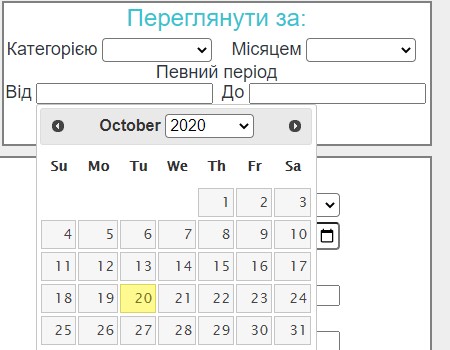 Переглянути за:
Категорією Місяцем
Певний період
Від До
October 2020
Su Mo Tu We Th Fr Sa
1 2 3
4 5 6 7 8 9 10
11 12 13 14 15 16 17
18 19 20 21 22 23 24
25 26 27 28 29 30 31